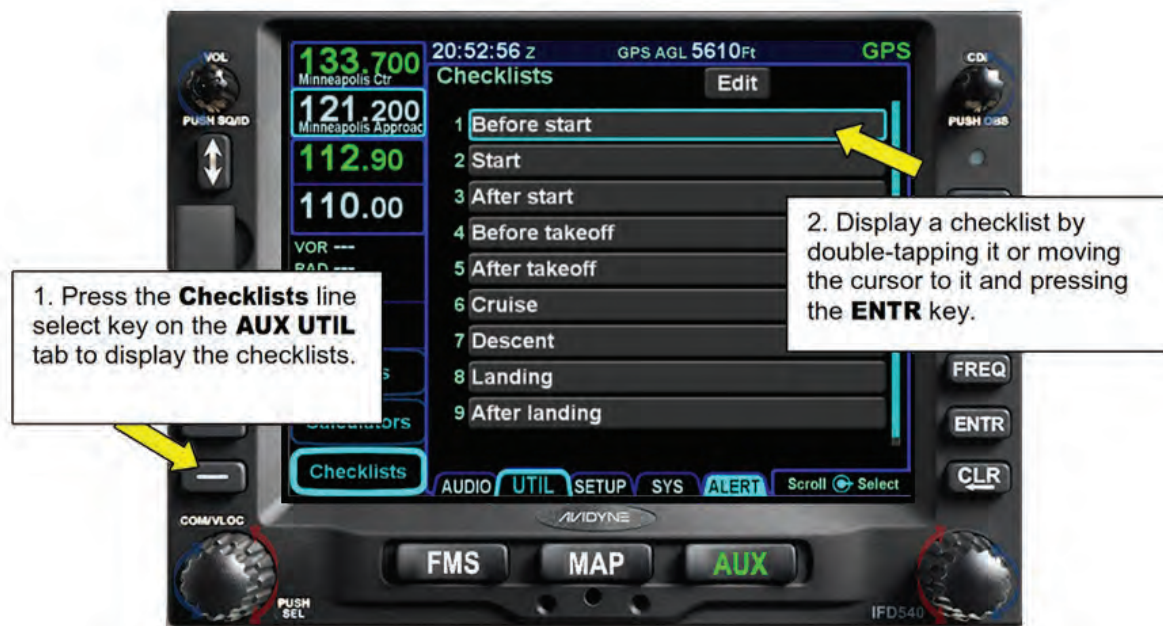 VOL
PUSH SQ/ID
133.700
Minneapolis Ctr
121.200
Minneapolis Approac
112.90
110.00
VOR ---
RAD ---
20:52:56 Z
GPS AGL 5610Ft
GPS
Checklists
Edit
1 Before start
2 Start
3 After start
4 Before takeoff
5 After takeoff
6 Cruise
7 Descent
8 Landing
9 After landing
CDI
PUSH OBS
1. Press the Checklists line
select key on the AUX UTIL
tab to display the checklists.
2. Display a checklist by
double-tapping it or moving
the cursor to it and pressing
the ENTR key.
Calculators
Checklists
AUDIO UTIL SETUP SYS ALERT Scroll Select
FREQ
ENTR
CLR
COM/VLOC
PUSH
SEL
AVIDYNE
FMS MAP AUX
IFD540